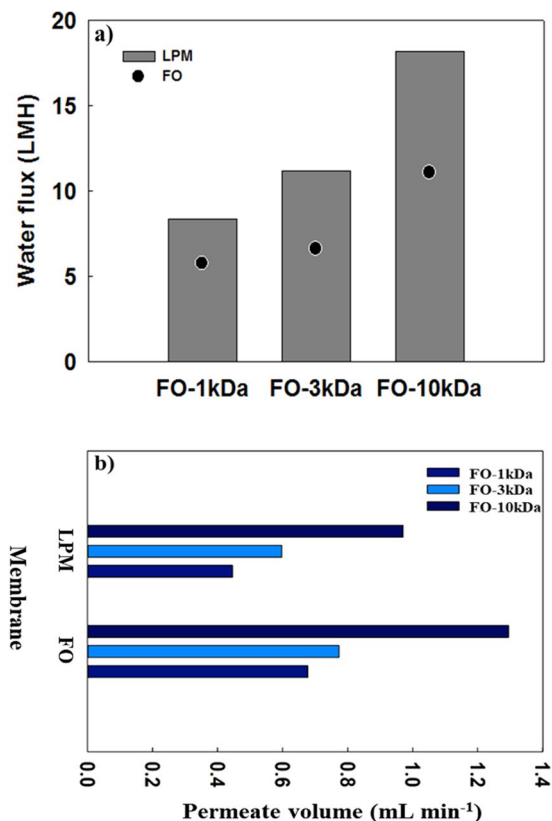 a)
LPM
FO
20
15
10
5
0
Water flux (LMH)
FO-1kDa FO-3kDa FO-10kDa
b)
FO-1kDa
FO-3kDa
FO-10kDa
LPM
FO
Membrane
0.0 0.2 0.4 0.6 0.8 1.0 1.2 1.4
Permeate volume (mL min⁻¹)